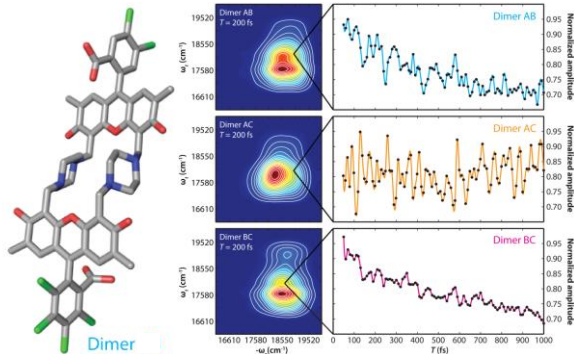 Dimer
Dimer AB
T = 200 fs
19520
18550
17580
16610
ωₜ (cm⁻¹)
Dimer AB
0.95
0.90
0.85
0.80
0.75
0.70
Normalized
amplitude
Dimer AC
T = 200 fs
19520
18550
17580
16610
ωₜ (cm⁻¹)
Dimer AC
0.95
0.90
0.85
0.80
0.75
0.70
Normalized
amplitude
Dimer BC
T = 200 fs
19520
18550
17580
16610
ωₜ (cm⁻¹)
16610 17580 18550 19520
(cm⁻¹)
Dimer BC
0.95
0.90
0.85
0.80
0.75
0.70
Normalized
amplitude
0 100 200 300 400 500 600 700 800 900 1000
T (fs)